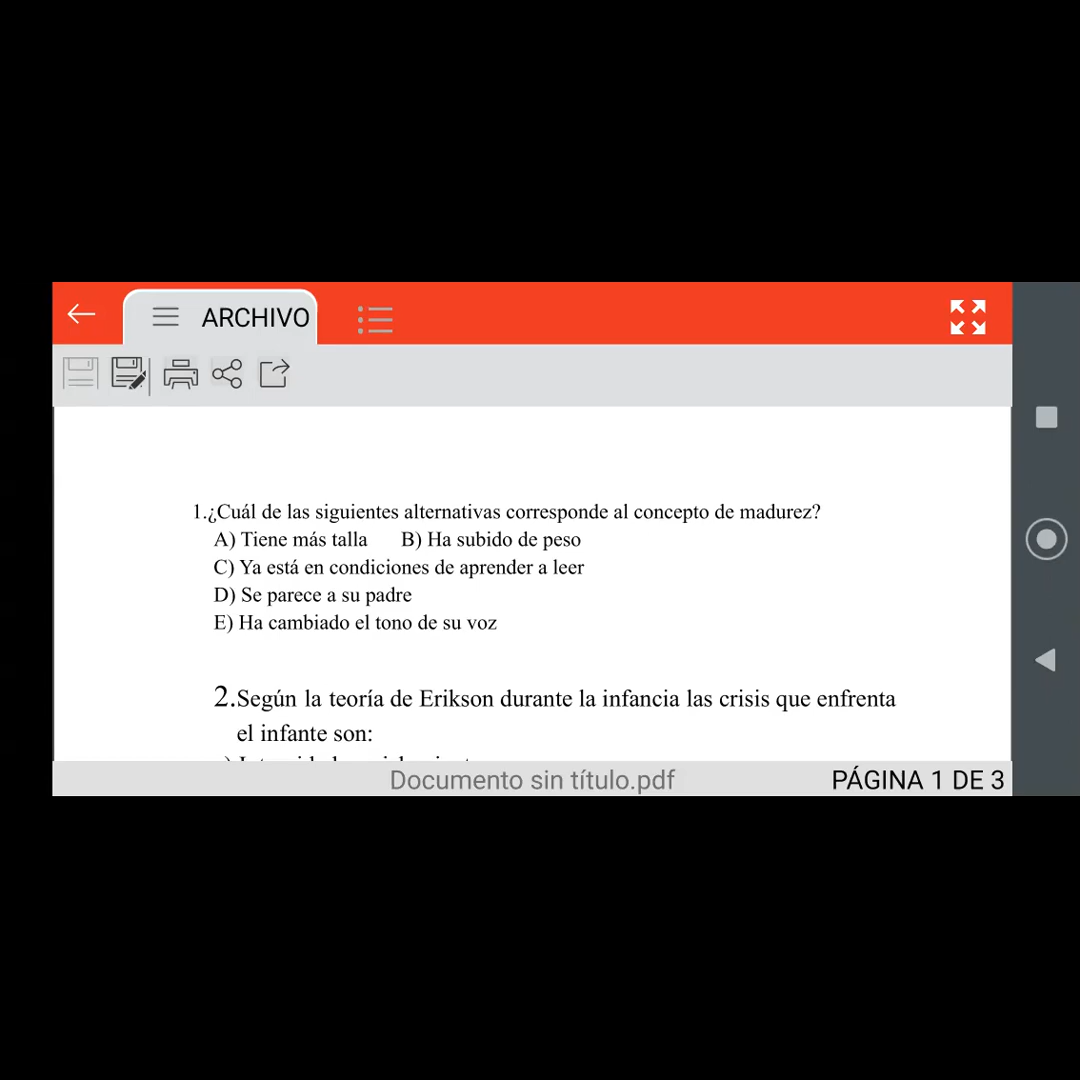 ARCHIVO
1.¿Cuál de las siguientes alternativas corresponde al concepto de madurez?
A) Tiene más talla B) Ha subido de peso
C) Ya está en condiciones de aprender a leer
D) Se parece a su padre
E) Ha cambiado el tono de su voz
2.Según la teoría de Erikson durante la infancia las crisis que enfrenta
el infante son:
Documento sin título.pdf PÁGINA 1 DE 3